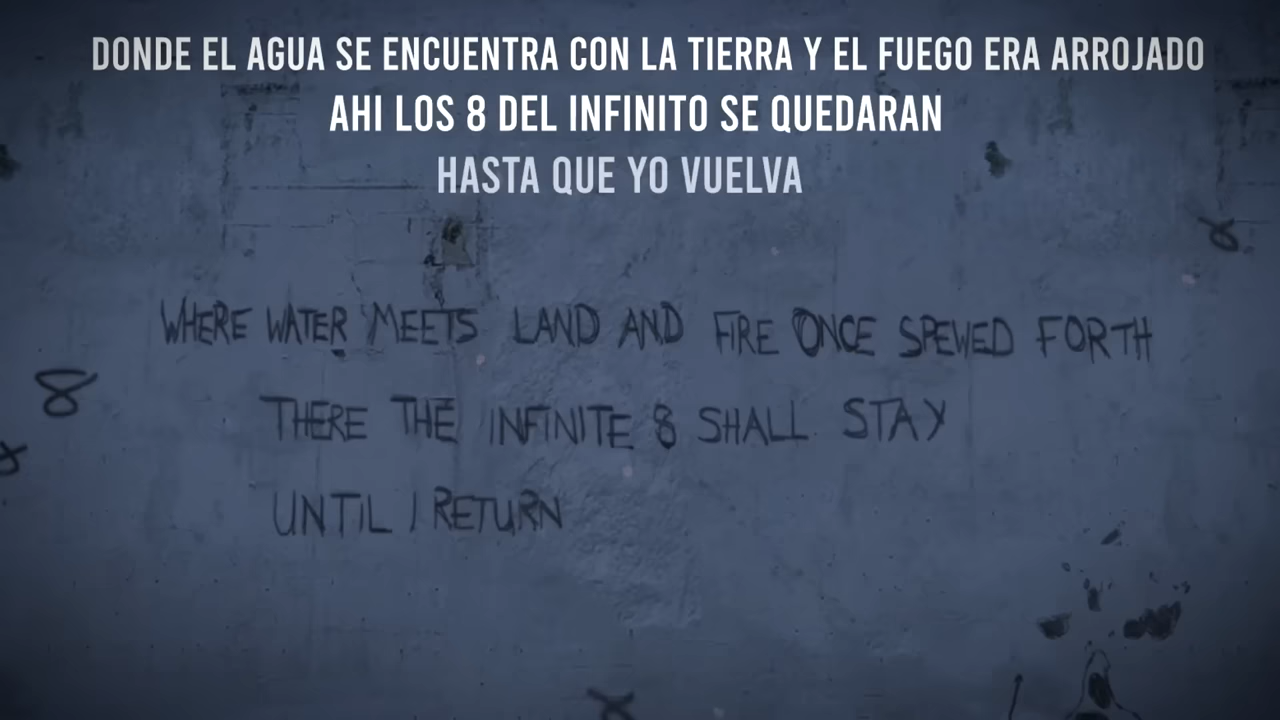 DONDE EL AGUA SE ENCUENTRA CON LA TIERRA Y EL FUEGO ERA ARROJADO
AHI LOS 8 DEL INFINITO SE QUEDARAN
HASTA QUE YO VUELVA
WHERE WATER MEETS LAND AND FIRE ONCE SPEWED FORTH
8
THERE THE INFINITE 8 SHALL STAY
UNTIL I RETURN